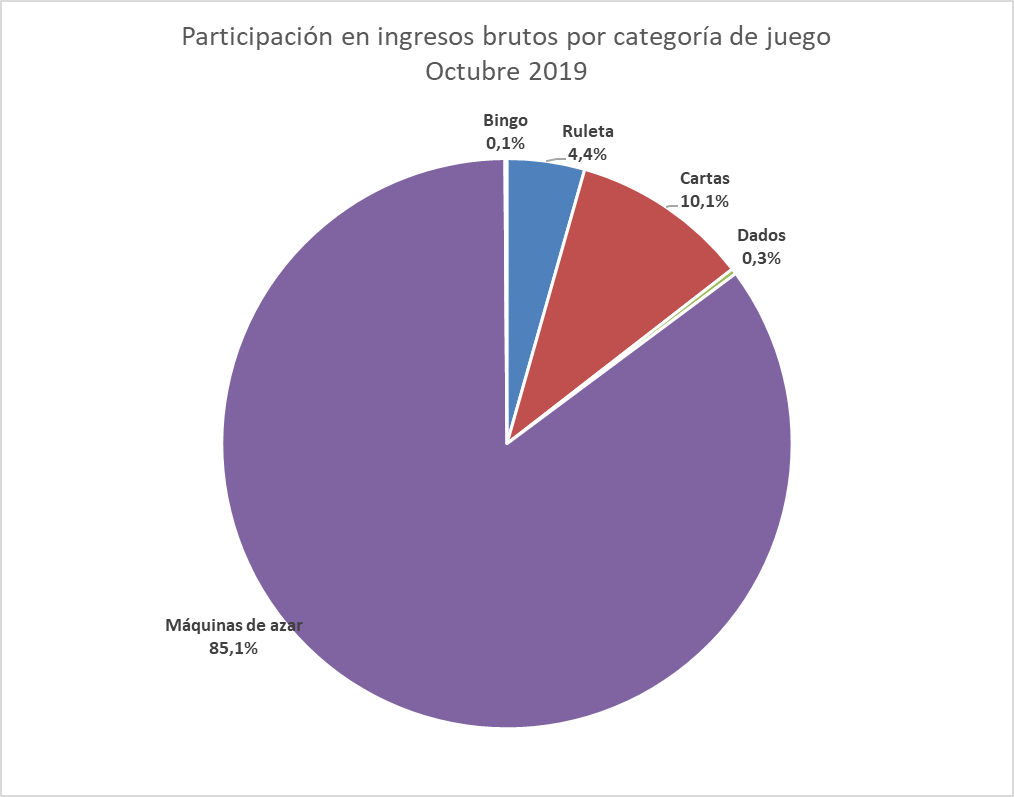 Participación en ingresos brutos por categoría de juego
Octubre 2019
Bingo
0,1%
Ruleta
4,4%
Cartas
10,1%
Dados
0,3%
Máquinas de azar
85,1%